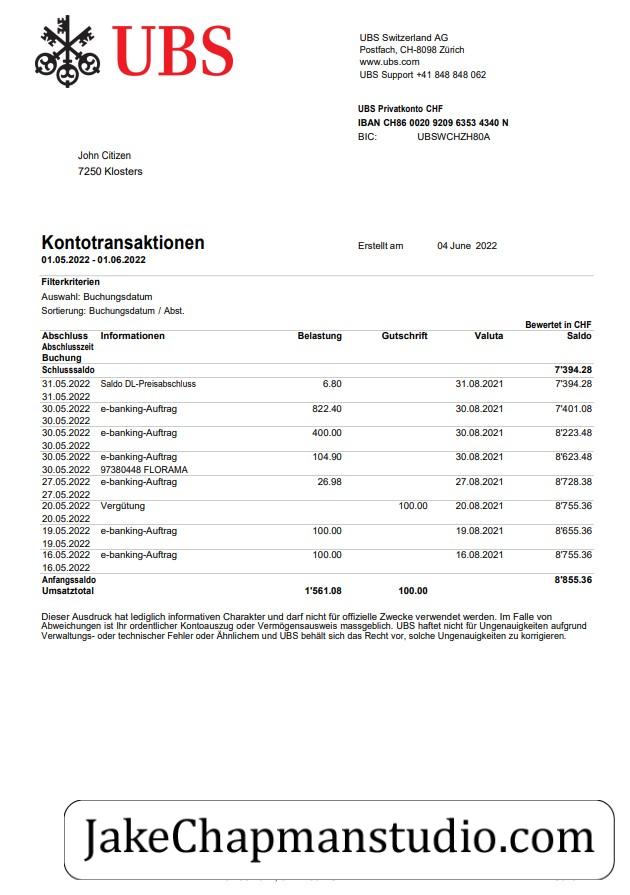 UBS
UBS Switzerland AG
Postfach, CH-8098 Zürich
www.ubs.com
UBS Support +41 848 848 062
UBS Privatkonto CHF
IBAN CH86 0020 9209 6353 4340 N
BIC: UBSWCHZH80A
John Citizen
7250 Klosters
Kontotransaktionen
Erstellt am 04 June 2022
01.05.2022 - 01.06.2022
Filterkriterien
Auswahl: Buchungsdatum
Sortierung: Buchungsdatum / Abst.
Bewertet in CHF
Abschluss Informationen Belastung Gutschrift Valuta Saldo
Abschlusszeit
Buchung
Schlusssaldo 7'394.28
31.05.2022 Saldo DL-Preisabschluss 6.80 31.08.2021 7'394.28
31.05.2022
30.05.2022 e-banking-Auftrag 822.40 30.08.2021 7'401.08
30.05.2022
30.05.2022 e-banking-Auftrag 400.00 30.08.2021 8'223.48
30.05.2022
30.05.2022 e-banking-Auftrag 104.90 30.08.2021 8'623.48
30.05.2022 97380448 FLORAMA
27.05.2022 e-banking-Auftrag 26.98 27.08.2021 8'728.38
27.05.2022
20.05.2022 Vergütung 100.00 20.08.2021 8'755.36
20.05.2022
19.05.2022 e-banking-Auftrag 100.00 19.08.2021 8'655.36
19.05.2022
16.05.2022 e-banking-Auftrag 100.00 16.08.2021 8'755.36
16.05.2022
Anfangssaldo 8'855.36
Umsatztotal 1'561.08 100.00
Dieser Ausdruck hat lediglich informativen Charakter und darf nicht für offizielle Zwecke verwendet werden. Im Falle von
Abweichungen ist Ihr ordentlicher Kontoauszug oder Vermögensausweis massgeblich. UBS haftet nicht für Ungenauigkeiten aufgrund
Verwaltungs- oder technischer Fehler oder Ähnlichem und UBS behält sich das Recht vor, solche Ungenauigkeiten zu korrigieren.
JakeChapmanstudio.com